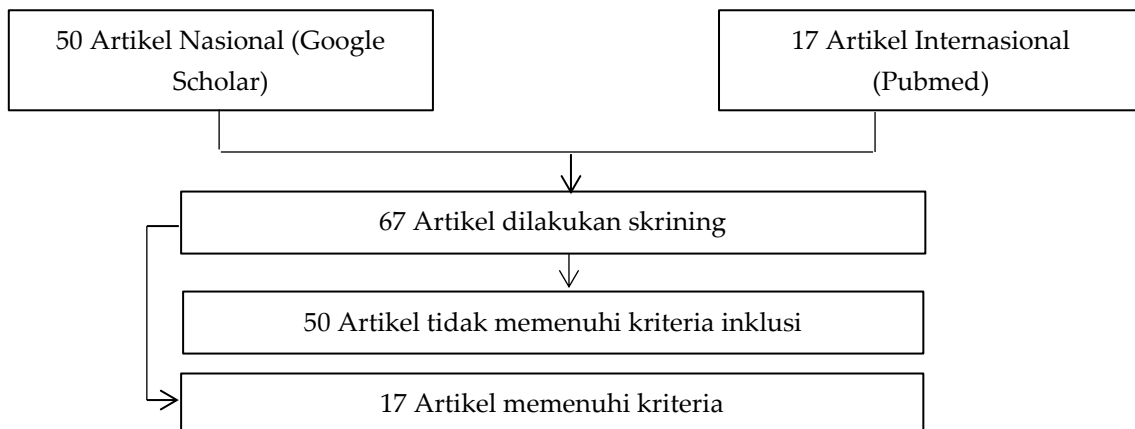 50 Artikel Nasional (Google
Scholar)
17 Artikel Internasional
(Pubmed)
67 Artikel dilakukan skrining
50 Artikel tidak memenuhi kriteria inklusi
17 Artikel memenuhi kriteria